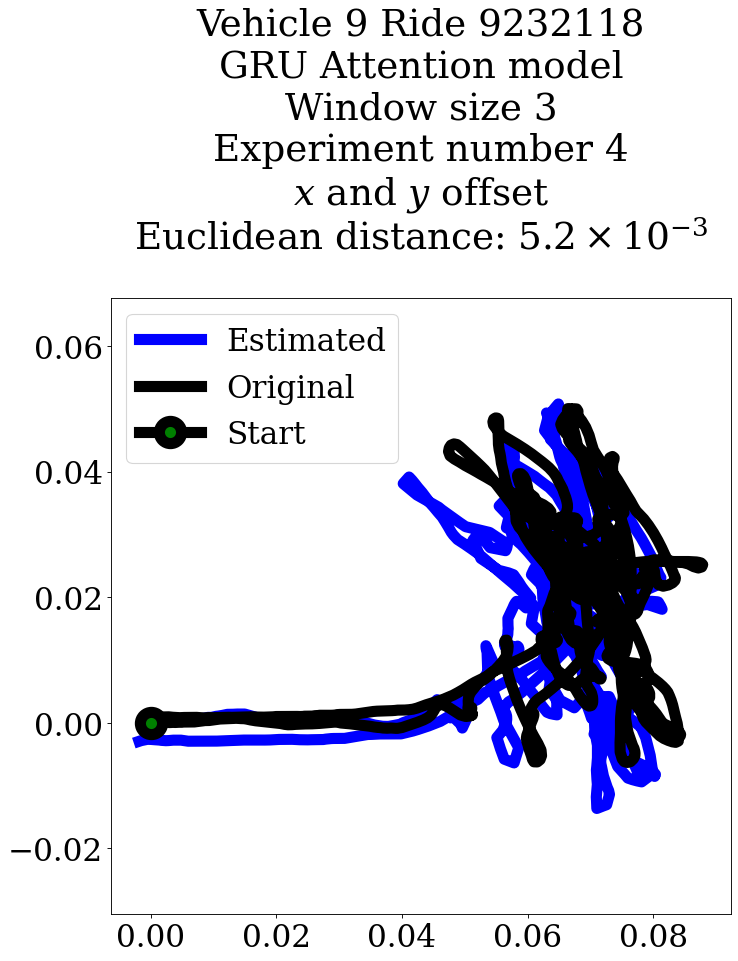 Vehicle 9 Ride 9232118
GRU Attention model
Window size 3
Experiment number 4
x and y offset
Euclidean distance: 5.2 × 10⁻³
Estimated
Original
Start
0.06
0.04
0.02
0.00
−0.02
0.00 0.02 0.04 0.06 0.08